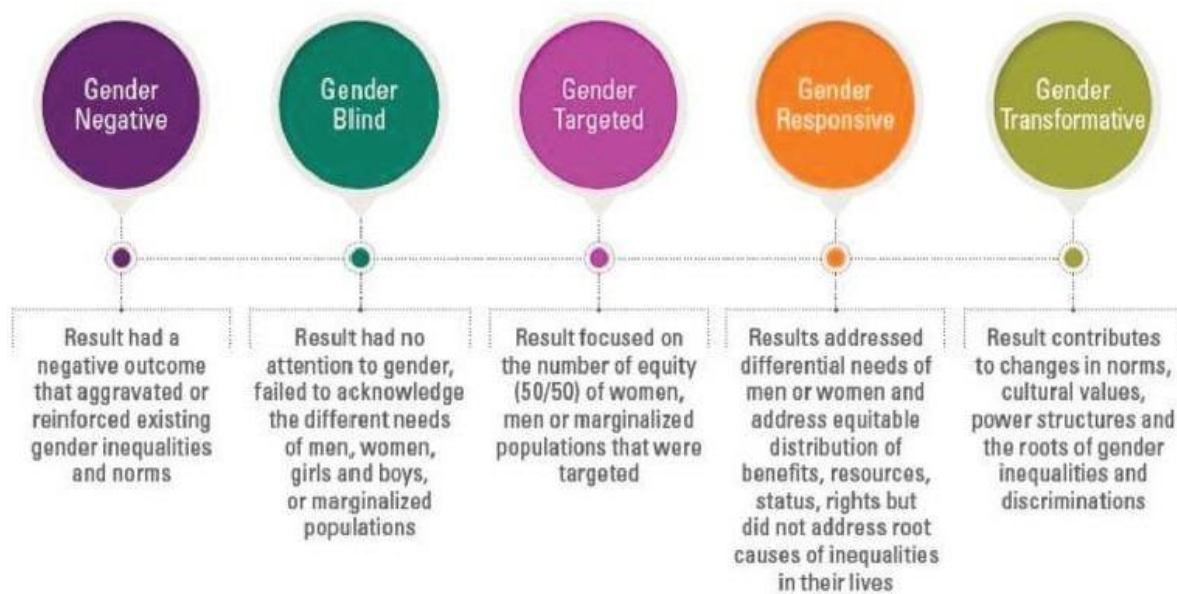 Gender
Negative
Gender
Blind
Gender
Targeted
Gender
Responsive
Gender
Transformative
Result had a
negative outcome
that aggravated or
reinforced existing
gender inequalities
and norms
Result had no
attention to gender,
failed to acknowledge
the different needs
of men, women,
girls and boys,
or marginalized
populations
Result focused on
the number of equity
(50/50) of women,
men or marginalized
populations that were
targeted
Results addressed
differential needs of
men or women and
address equitable
distribution of
benefits, resources,
status, rights but
did not address root
causes of inequalities
in their lives
Result contributes
to changes in norms,
cultural values,
power structures and
the roots of gender
inequalities and
discriminations